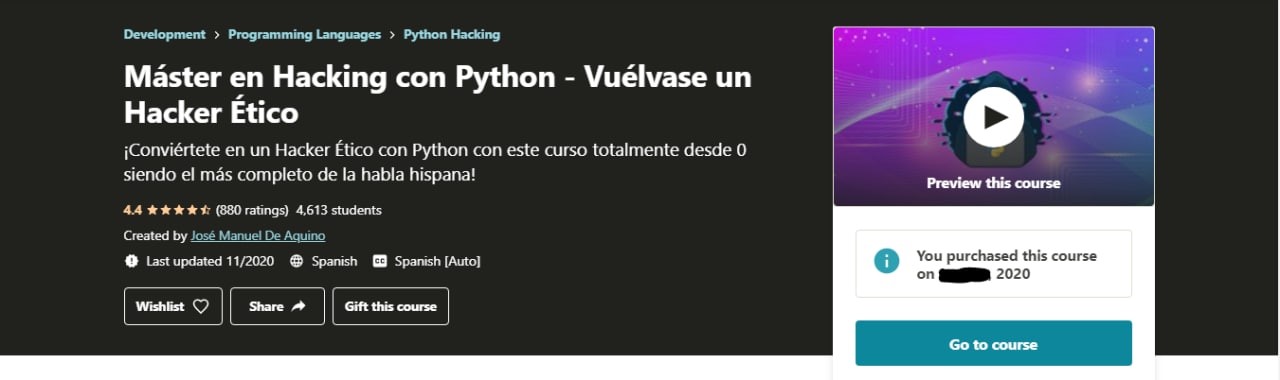 Development > Programming Languages > Python Hacking
Máster en Hacking con Python - Vuélvase un
Hacker Ético
¡Conviértete en un Hacker Ético con Python con este curso totalmente desde 0
siendo el más completo de la habla hispana!
4.4 (880 ratings) 4,613 students
Created by José Manuel De Aquino
Last updated 11/2020 Spanish CC Spanish [Auto]
Wishlist Share Gift this course
Preview this course
You purchased this course
on 2020
Go to course